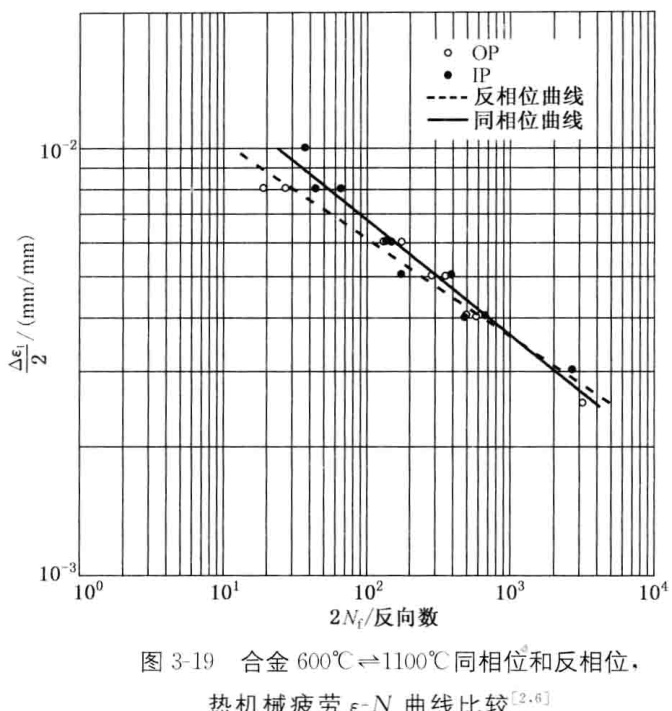 OP
IP
反相位曲线
同相位曲线
10⁻²
Δεₜ/2 /(mm/mm)
10⁻³
10⁰ 10¹ 10² 10³ 10⁴
2N_f/反向数
图 3-19 合金 600℃⇌1100℃同相位和反相位,
热机械疲劳 ε-N 曲线比较[2,6]